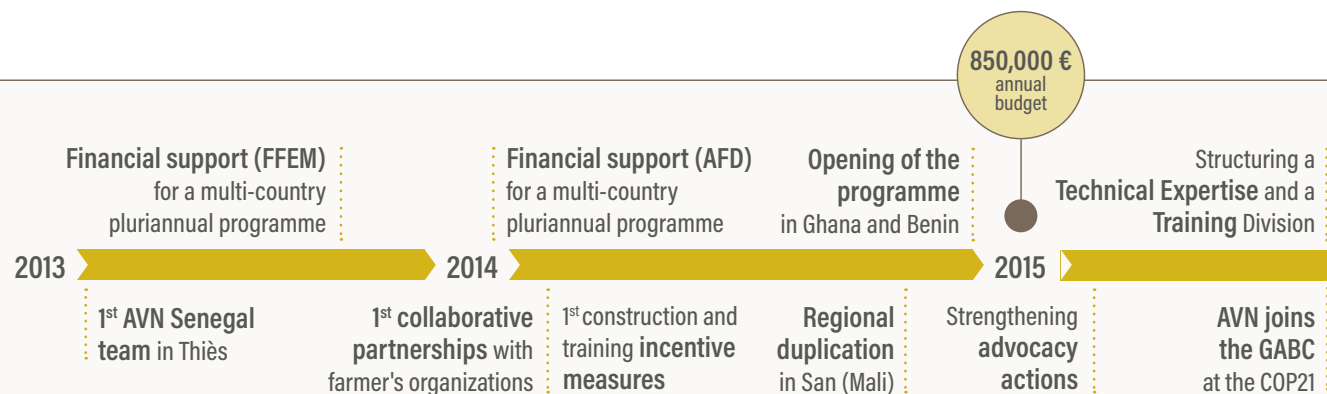 850,000 €
annual
budget
Financial support (FFEM)
for a multi-country
pluriannual programme
Financial support (AFD)
for a multi-country
pluriannual programme
Opening of the
programme
in Ghana and Benin
Structuring a
Technical Expertise and a
Training Division
2013
2014
2015
1st AVN Senegal
team in Thiès
1st collaborative
partnerships with
farmer's organizations
1st construction and
training incentive
measures
Regional
duplication
in San (Mali)
Strengthening
advocacy
actions
AVN joins
the GABC
at the COP21